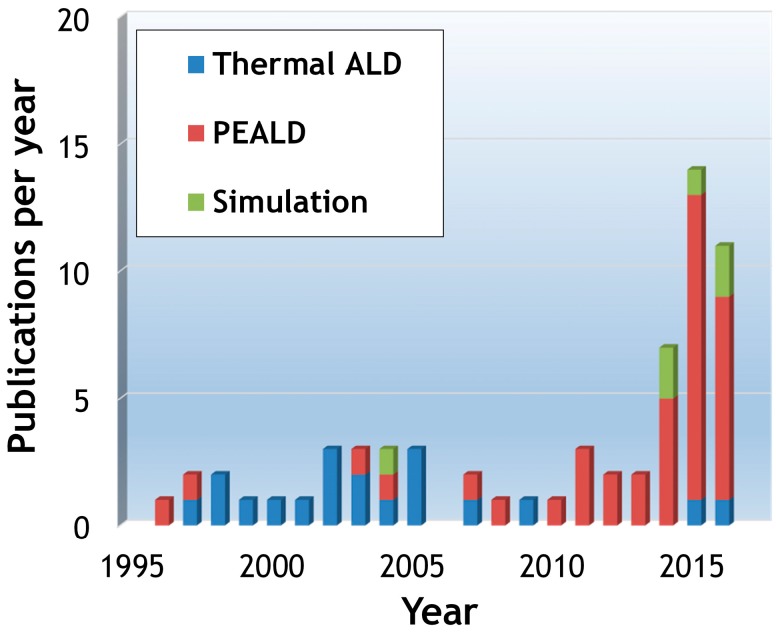 20
15
10
5
0
Publications per year
Thermal ALD
PEALD
Simulation
1995 2000 2005 2010 2015
Year